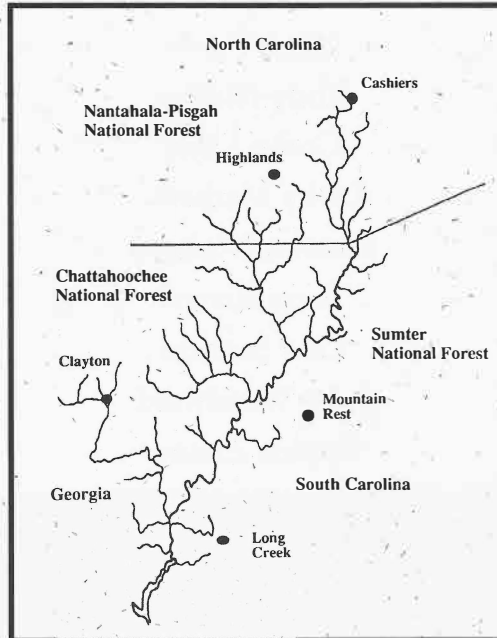 North Carolina
Cashiers
Nantahala-Pisgah
National Forest
Highlands
Chattahoochee
National Forest
Sumter
National Forest
Clayton
Mountain
Rest
South Carolina
Georgia
Long
Creek